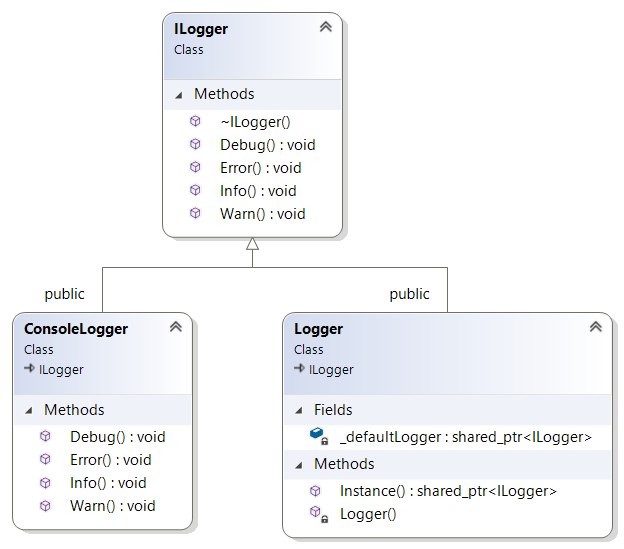 ILogger
Class
Methods
~ILogger()
Debug() : void
Error() : void
Info() : void
Warn() : void
public
public
ConsoleLogger
Class
ILogger
Methods
Debug() : void
Error() : void
Info() : void
Warn() : void
Logger
Class
ILogger
Fields
_defaultLogger : shared_ptr<ILogger>
Methods
Instance() : shared_ptr<ILogger>
Logger()